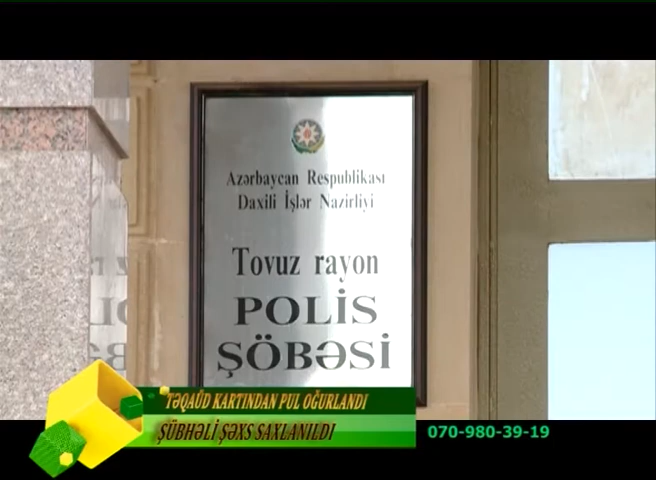 Azərbaycan Respublikası
Daxili İşlər Nazirliyi
Tovuz rayon
POLİS
ŞÖBƏSİ
TƏQAÜD KARTINDAN PUL OĞURLANDI
ŞÜBHƏLİ ŞƏXS SAXLANILDI
070-980-39-19